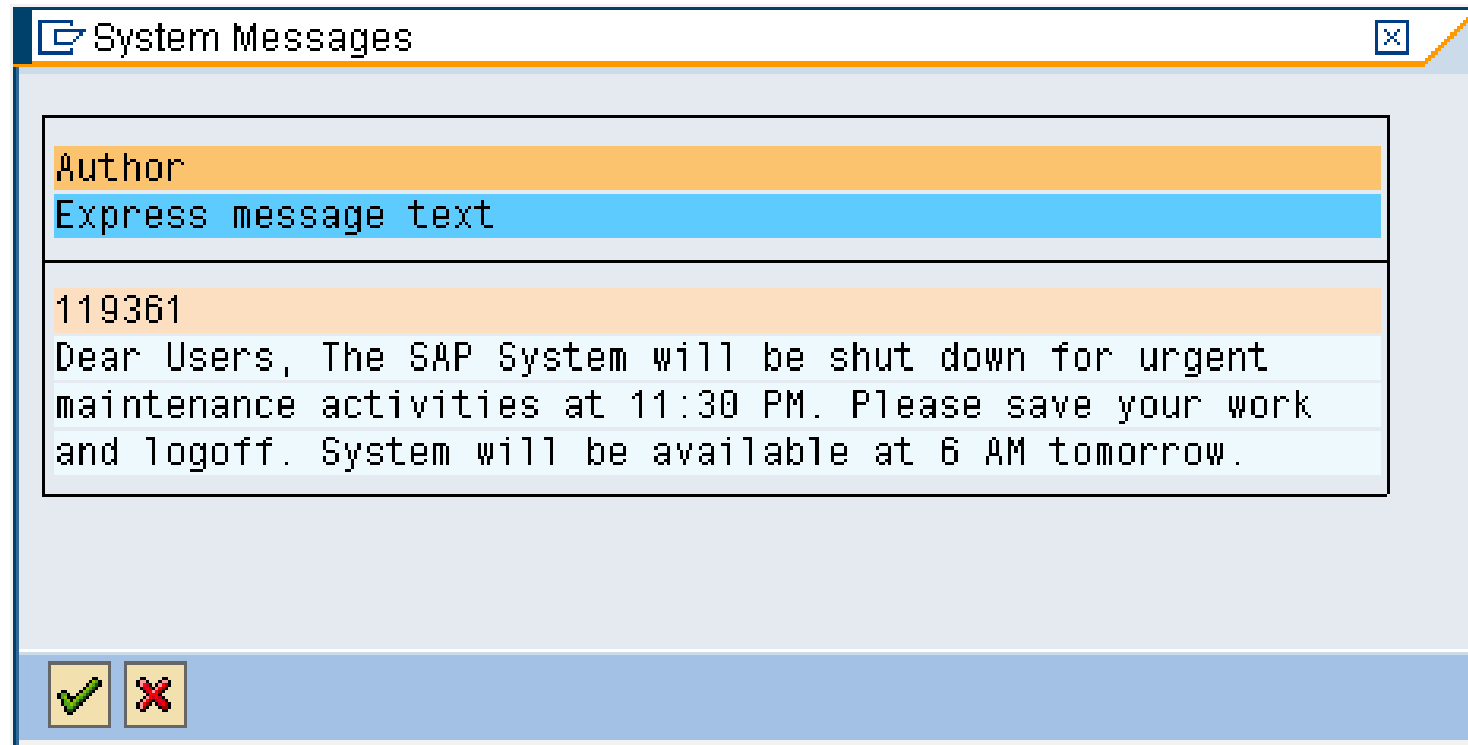 System Messages
Author
Express message text
119361
Dear Users, The SAP System will be shut down for urgent
maintenance activities at 11:30 PM. Please save your work
and logoff. System will be available at 6 AM tomorrow.